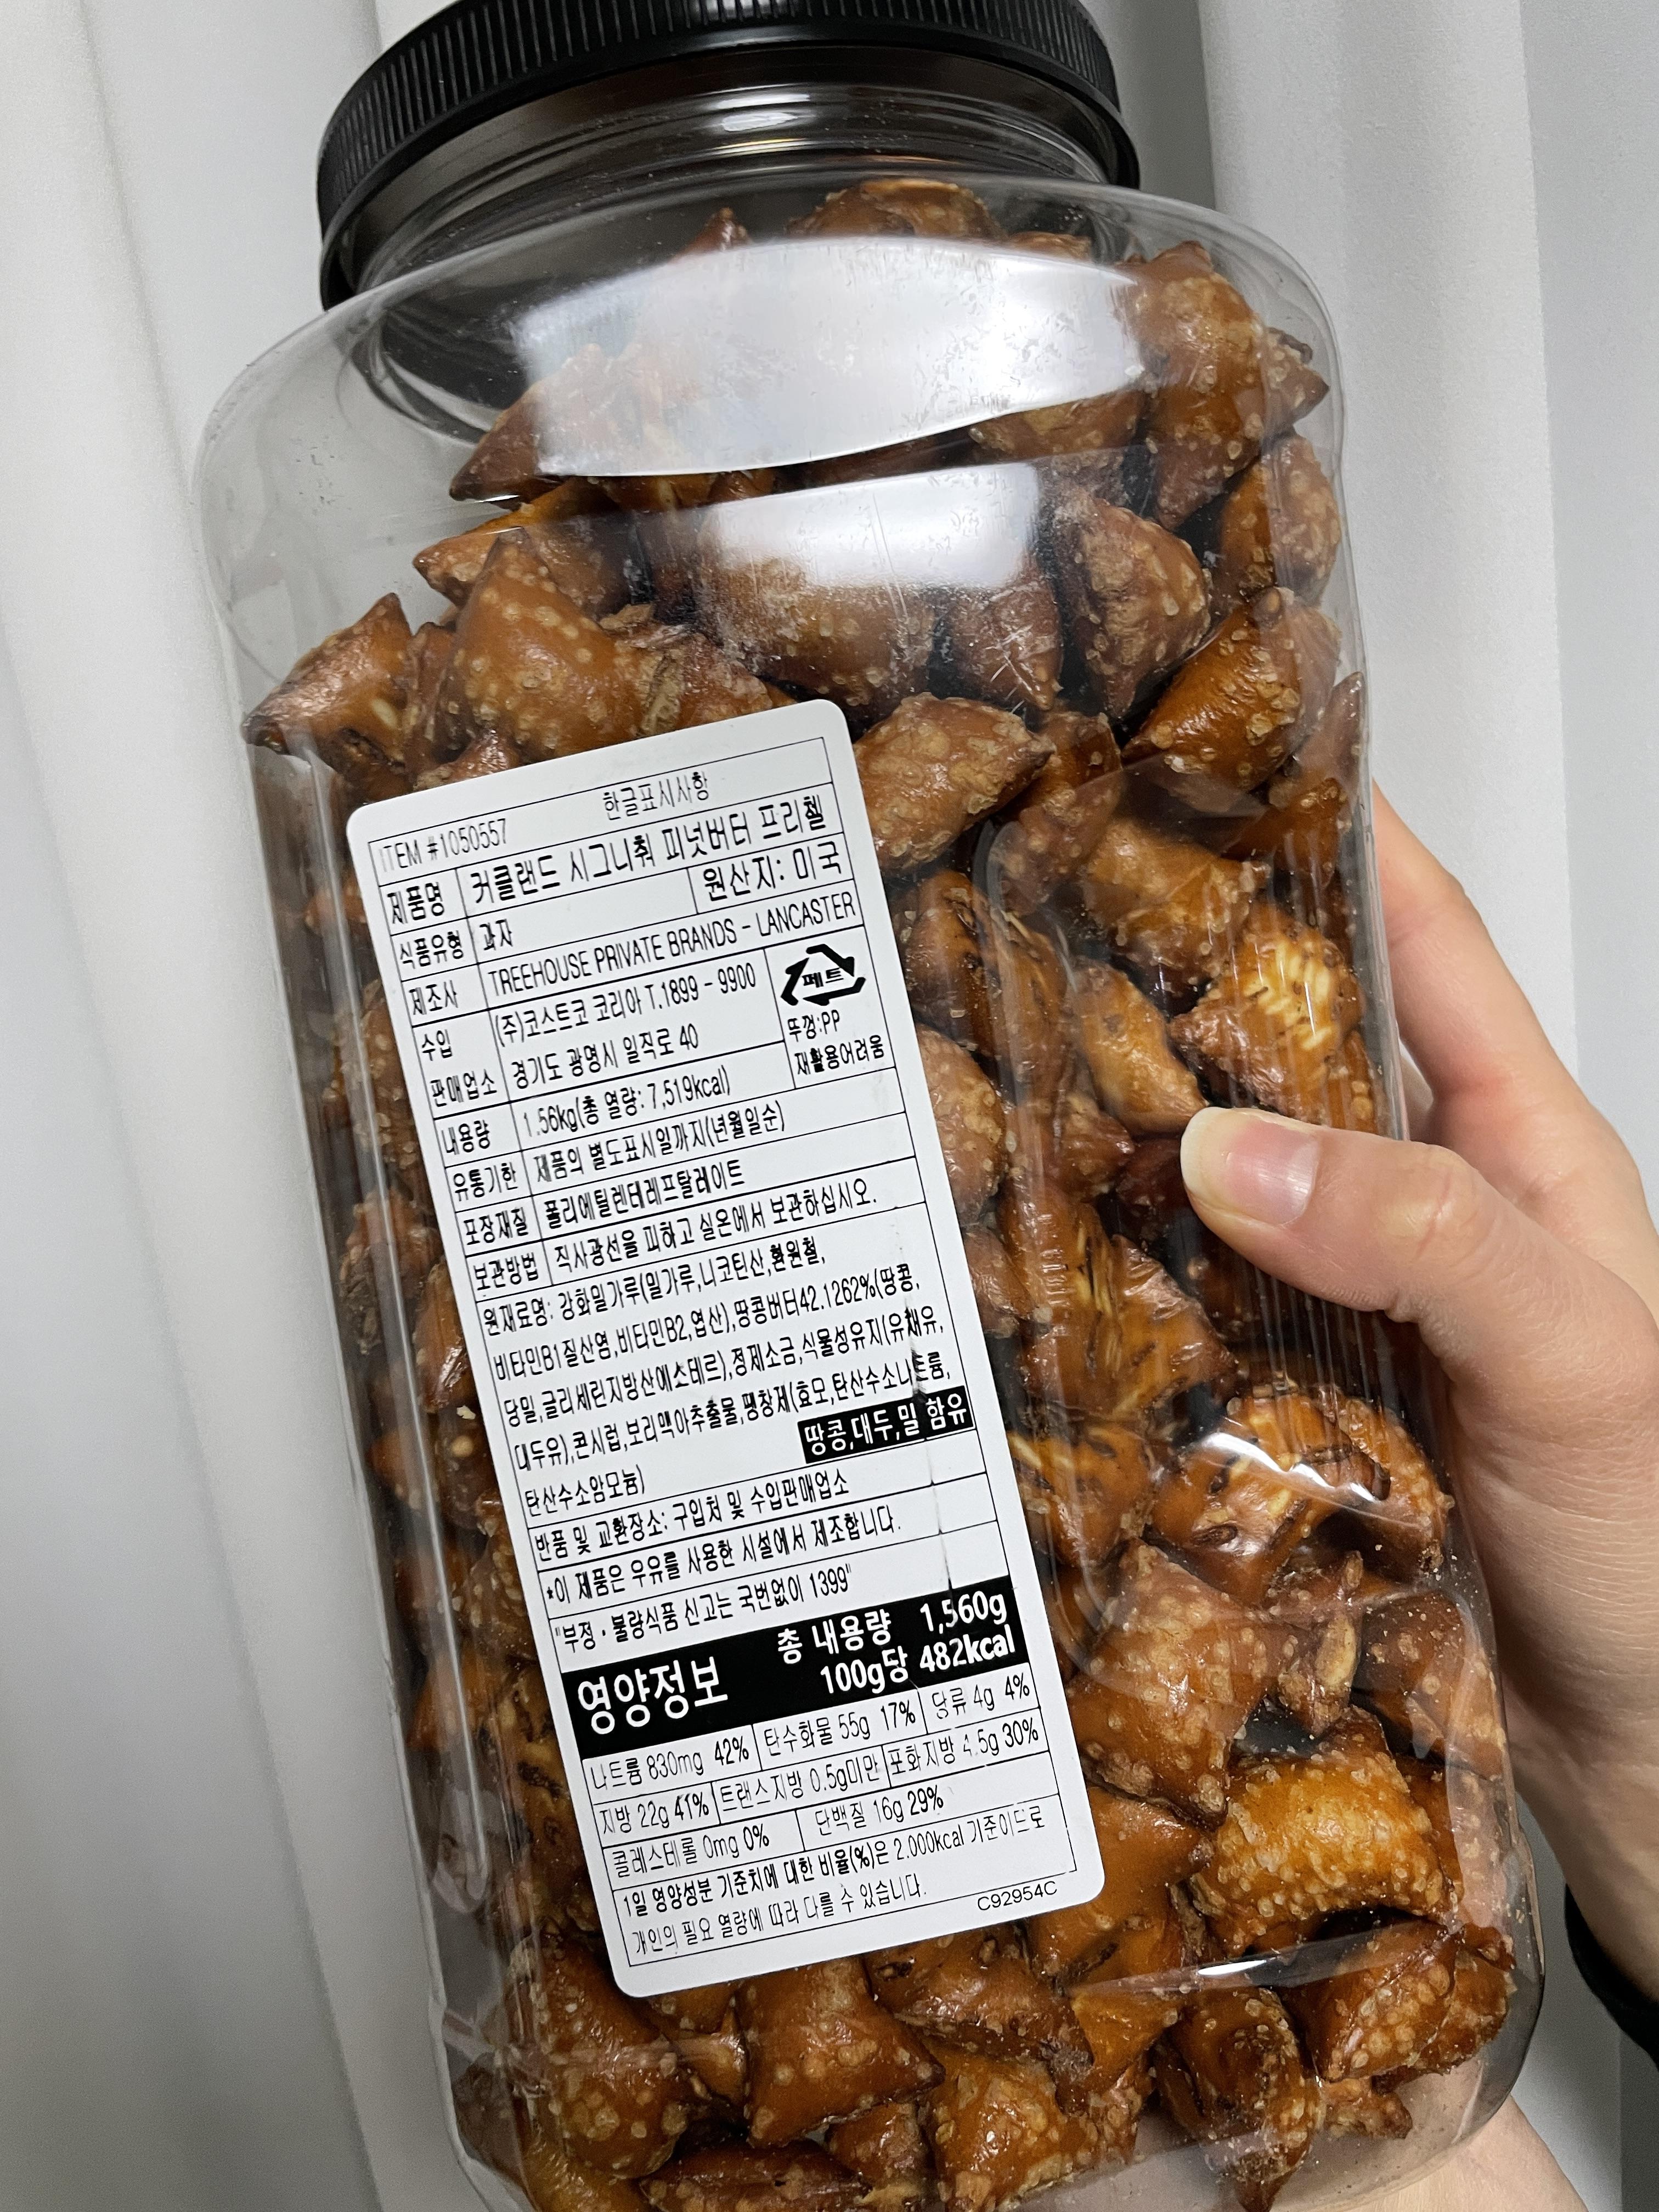 한글표시사항
ITEM #1050557
제품명 커클랜드 시그니춰 피넛버터 프리첼
식품유형 과자 원산지: 미국
제조사 TREEHOUSE PRIVATE BRANDS - LANCASTER
수입 (주)코스트코 코리아 T.1899 - 9900
판매업소 경기도 광명시 일직로 40
페트
뚜껑:PP
재활용어려움
내용량 1.56kg(총 열량: 7,519kcal)
유통기한 제품의 별도표시일까지(년월일순)
포장재질 폴리에틸렌테레프탈레이트
보관방법 직사광선을 피하고 실온에서 보관하십시오.
원재료명: 강화밀가루(밀가루,니코틴산,환원철,
비타민B1질산염,비타민B2,엽산),땅콩버터42.1262%(땅콩,
당밀,글리세린지방산에스테르),정제소금,식물성유지(유채유,
대두유),콘시럽,보리맥아추출물,팽창제(효모,탄산수소나트륨,
탄산수소암모늄) 땅콩,대두,밀 함유
반품 및 교환장소: 구입처 및 수입판매업소
*이 제품은 우유를 사용한 시설에서 제조합니다.
"부정·불량식품 신고는 국번없이 1399"
영양정보 총 내용량 1,560g
100g당 482kcal
나트륨 830mg 42% 탄수화물 55g 17% 당류 4g 4%
지방 22g 41% 트랜스지방 0.5g미만 포화지방 4.5g 30%
콜레스테롤 0mg 0% 단백질 16g 29%
1일 영양성분 기준치에 대한 비율(%)은 2,000kcal 기준이므로
개인의 필요 열량에 따라 다를 수 있습니다.
C92954C